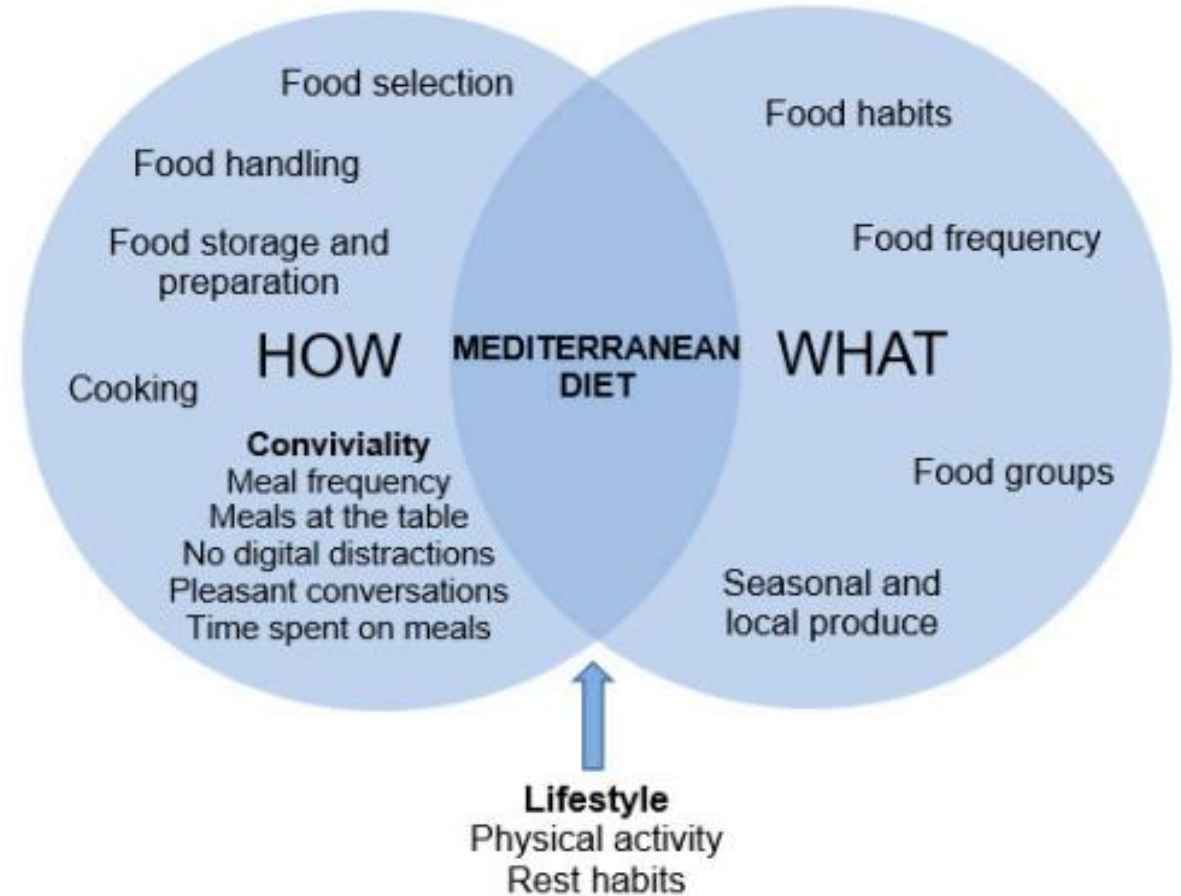 Food selection
Food handling
Food storage and
preparation
HOW
Cooking
Conviviality
Meal frequency
Meals at the table
No digital distractions
Pleasant conversations
Time spent on meals
MEDITERRANEAN
DIET
Food habits
Food frequency
WHAT
Food groups
Seasonal and
local produce
Lifestyle
Physical activity
Rest habits